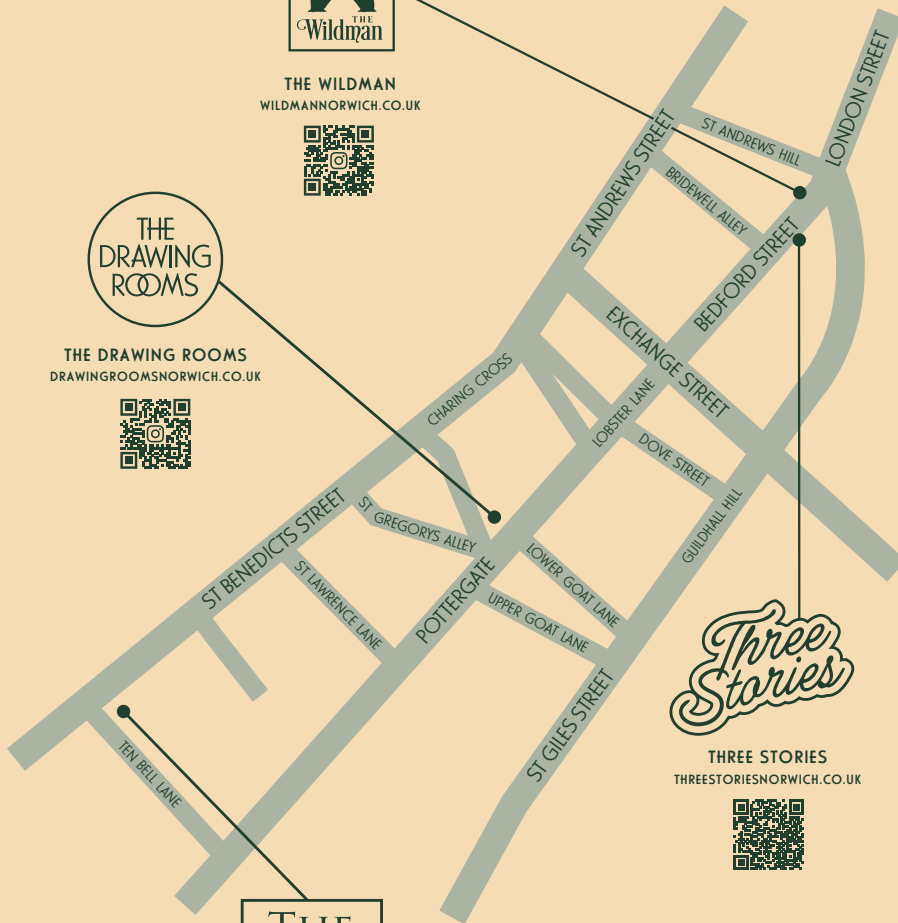 THE
Wildman
THE WILDMAN
WILDMANNORWICH.CO.UK
LONDON STREET
ST ANDREWS HILL
ST ANDREWS STREET
BRIDEWELL ALLEY
BEDFORD STREET
THE
DRAWING
ROOMS
THE DRAWING ROOMS
DRAWINGROOMSNORWICH.CO.UK
EXCHANGE STREET
CHARING CROSS
LOBSTER LANE
DOVE STREET
GUILDHALL HILL
ST BENEDICTS STREET
ST GREGORYS ALLEY
ST LAWRENCE LANE
POTTERGATE
LOWER GOAT LANE
UPPER GOAT LANE
ST GILES STREET
TEN BELL LANE
Three
Stories
THREE STORIES
THREESTORIESNORWICH.CO.UK
THE